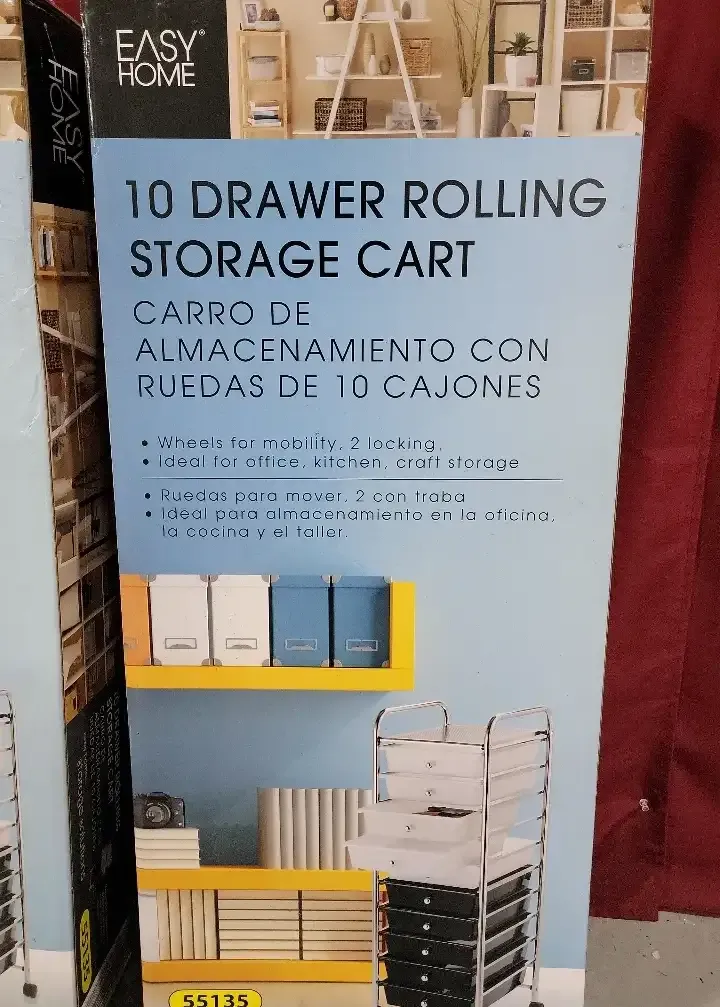 EASY®
HOME
EASY
HOME
10 DRAWER ROLLING
STORAGE CART
CARRO DE
ALMACENAMIENTO CON
RUEDAS DE 10 CAJONES
• Wheels for mobility, 2 locking,
• Ideal for office, kitchen, craft storage
• Ruedas para mover, 2 con traba
• Ideal para almacenamiento en la oficina,
la cocina y el taller.
55135